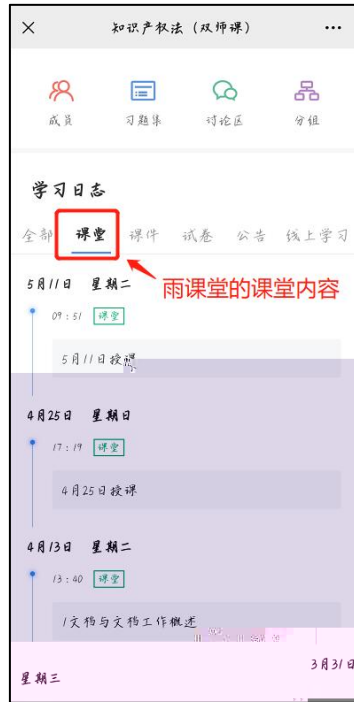 知识产权法（双师课）
成员 习题集 讨论区 分组
学习日志
全部 课堂 课件 试卷 公告 线上学习
5月11日 星期二
雨课堂的课堂内容
09:51 课堂
5月11日授课
4月25日 星期日
17:19 课堂
4月25日授课
4月13日 星期二
13:40 课堂
1文档与文档工作概述
3月31日
星期三